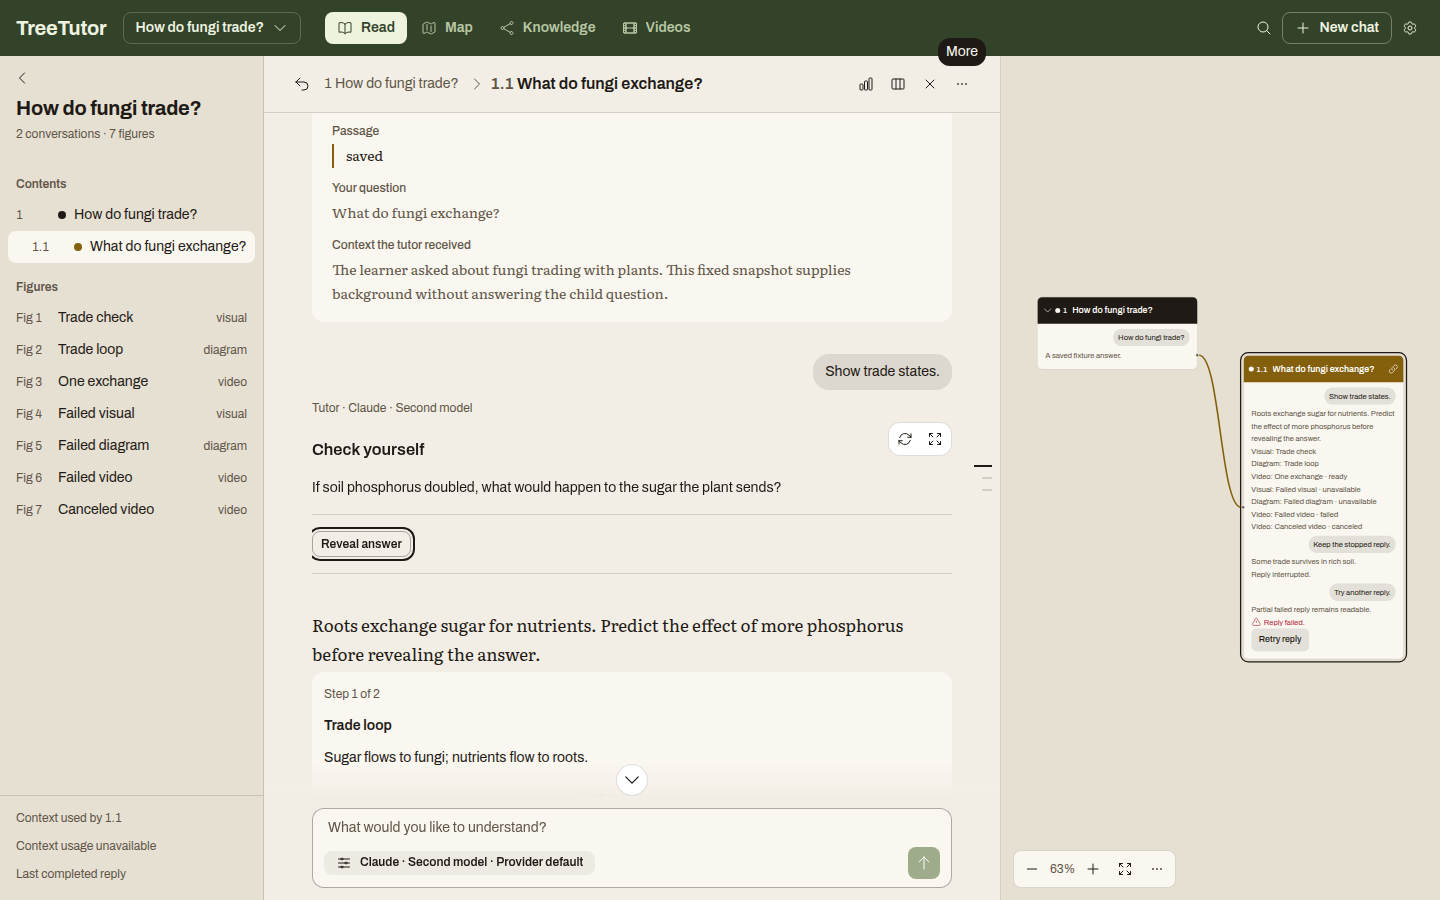 TreeTutor
How do fungi trade?
Read
Map
Knowledge
Videos
More
New chat
How do fungi trade?
2 conversations · 7 figures
Contents
1 How do fungi trade?
1.1 What do fungi exchange?
Figures
Fig 1 Trade check visual
Fig 2 Trade loop diagram
Fig 3 One exchange video
Fig 4 Failed visual visual
Fig 5 Failed diagram diagram
Fig 6 Failed video video
Fig 7 Canceled video video
Context used by 1.1
Context usage unavailable
Last completed reply
1 How do fungi trade?
1.1 What do fungi exchange?
Passage
saved
Your question
What do fungi exchange?
Context the tutor received
The learner asked about fungi trading with plants. This fixed snapshot supplies
background without answering the child question.
Show trade states.
Tutor · Claude · Second model
Check yourself
If soil phosphorus doubled, what would happen to the sugar the plant sends?
Reveal answer
Roots exchange sugar for nutrients. Predict the effect of more phosphorus
before revealing the answer.
Step 1 of 2
Trade loop
Sugar flows to fungi; nutrients flow to roots.
What would you like to understand?
Claude · Second model · Provider default
1 How do fungi trade?
How do fungi trade?
A saved fixture answer.
1.1 What do fungi exchange?
Show trade states.
Roots exchange sugar for nutrients. Predict
the effect of more phosphorus before
revealing the answer.
Visual: Trade check
Diagram: Trade loop
Video: One exchange · ready
Visual: Failed visual · unavailable
Diagram: Failed diagram · unavailable
Video: Failed video · failed
Video: Canceled video · canceled
Keep the stopped reply.
Some trade survives in rich soil.
Reply interrupted.
Try another reply.
Partial failed reply remains readable.
Reply failed.
Retry reply
63%